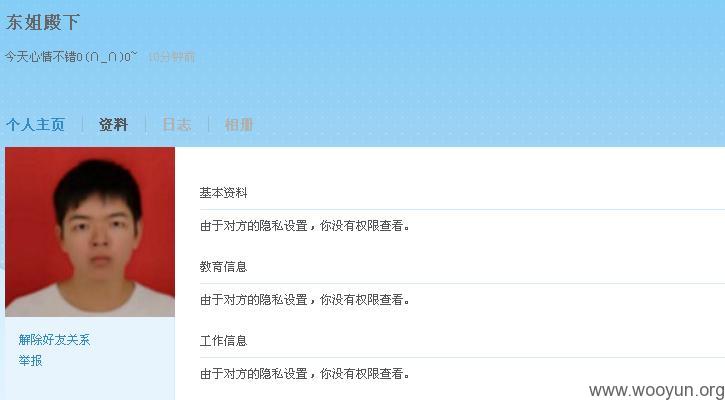 东姐殿下
今天心情不错O(∩_∩)O~ 10分钟前
个人主页 资料 日志 相册
基本资料
由于对方的隐私设置，你没有权限查看。
教育信息
由于对方的隐私设置，你没有权限查看。
解除好友关系
举报
工作信息
由于对方的隐私设置，你没有权限查看。
www.wooyun.org